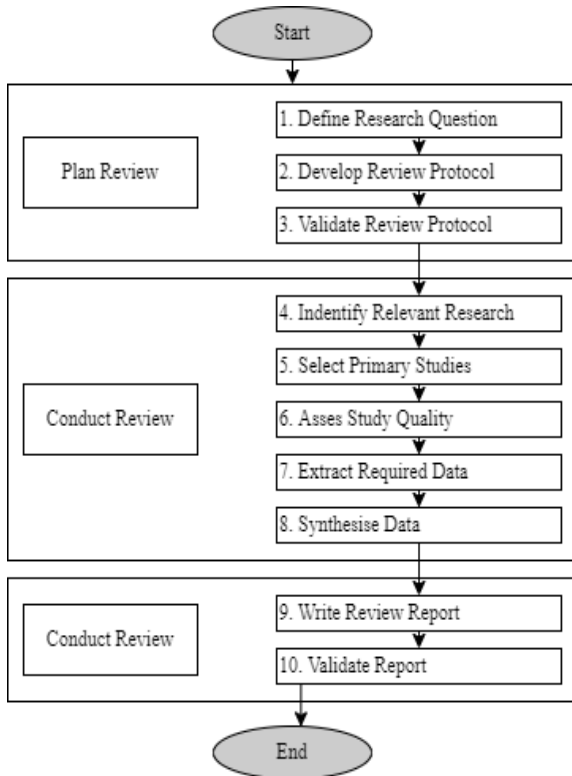 Start
Plan Review
1. Define Research Question
2. Develop Review Protocol
3. Validate Review Protocol
Conduct Review
4. Indentify Relevant Research
5. Select Primary Studies
6. Asses Study Quality
7. Extract Required Data
8. Synthesise Data
Conduct Review
9. Write Review Report
10. Validate Report
End